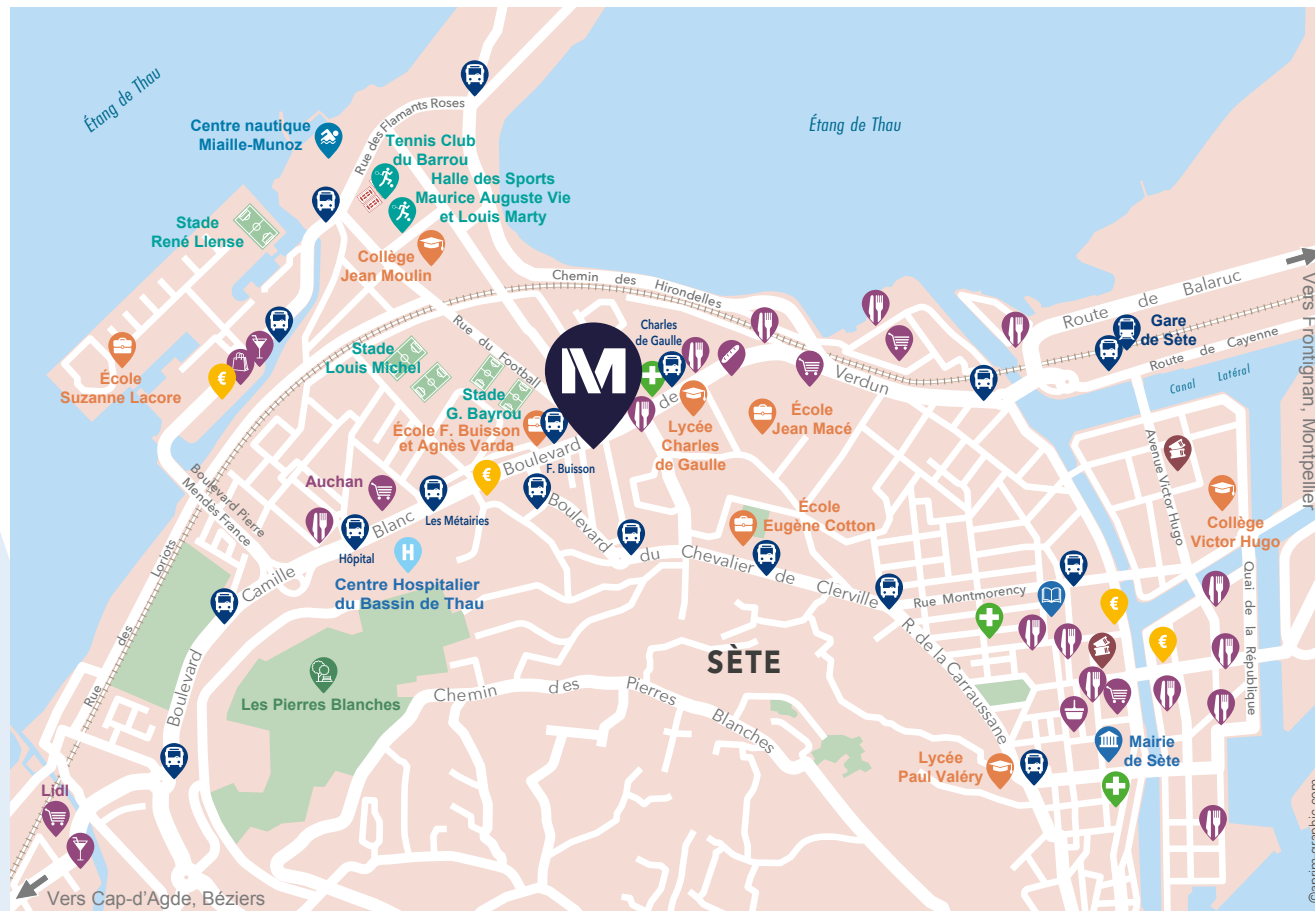 Étang de Thau
Étang de Thau
Centre nautique
Miaille-Munoz
Rue des Flamants Roses
Tennis Club
du Barrou
Halle des Sports
Maurice Auguste Vie
et Louis Marty
Stade
René Llense
Collège
Jean Moulin
Chemin des Hirondelles
Route de Balaruc
Vers Frontignan, Montpellier
Gare
de Sète
Route de Cayenne
Canal Latéral
Rue du Football
Charles
de Gaulle
M
Stade
Louis Michel
École
Suzanne Lacore
€
Stade
G. Bayrou
École F. Buisson
et Agnès Varda
F. Buisson
Lycée
Charles
de Gaulle
École
Jean Macé
Boulevard de Verdun
Avenue Victor Hugo
Collège
Victor Hugo
Boulevard Pierre
Mendès France
Auchan
€
Les Métairies
Hôpital
H
Centre Hospitalier
du Bassin de Thau
Boulevard Camille Blanc
Boulevard du Chevalier de Clerville
École
Eugène Cotton
Rue Montmorency
€
€
Quai de la République
Rue des Loriots
R. de la Carraussane
SÈTE
Les Pierres Blanches
Chemin des Pierres Blanches
Lycée
Paul Valéry
Mairie
de Sète
Lidl
Vers Cap-d'Agde, Béziers